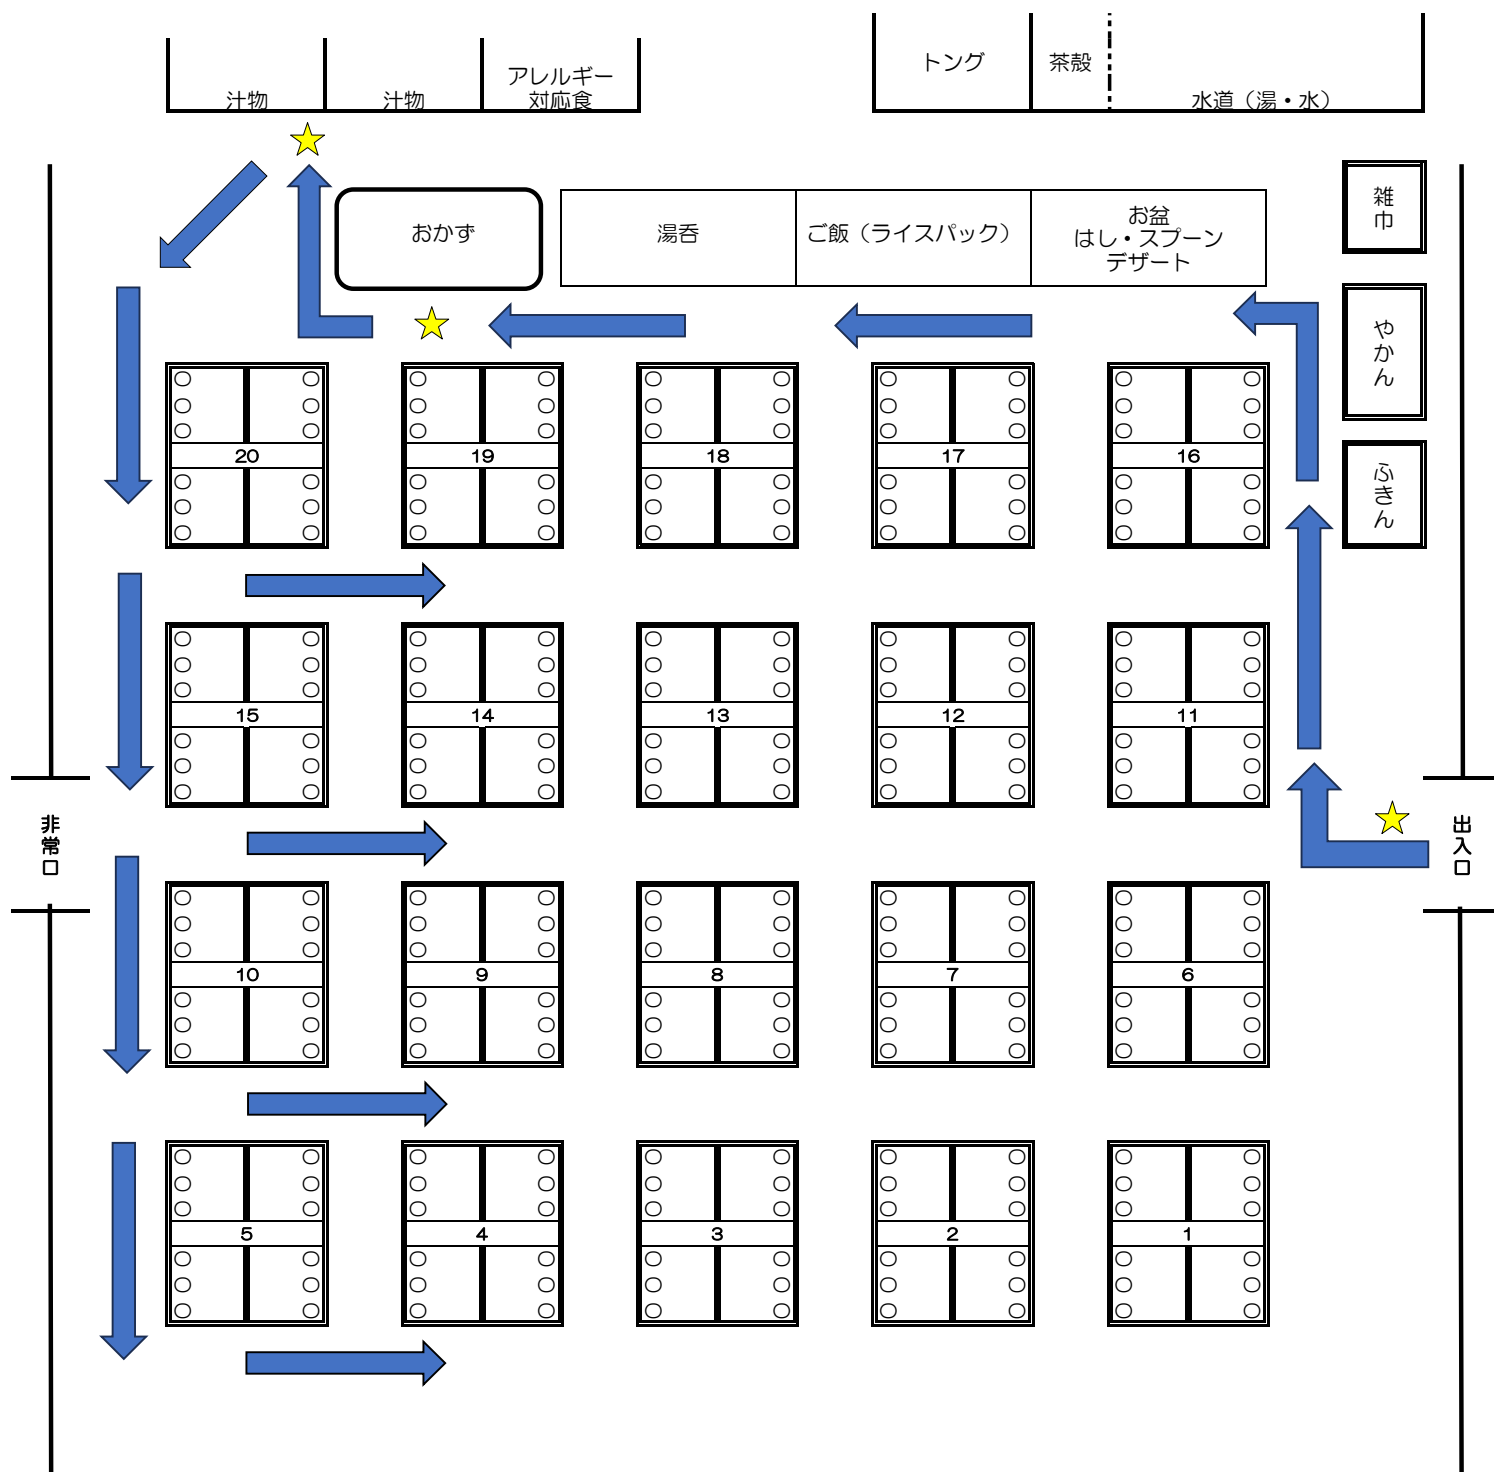 汁物
汁物
アレルギー
対応食
トング
茶殻
水道（湯・水）
おかず
湯呑
ご飯（ライスパック）
お盆
はし・スプーン
デザート
雑巾
やかん
ふきん
20
19
18
17
16
15
14
13
12
11
非常口
出入口
10
9
8
7
6
5
4
3
2
1